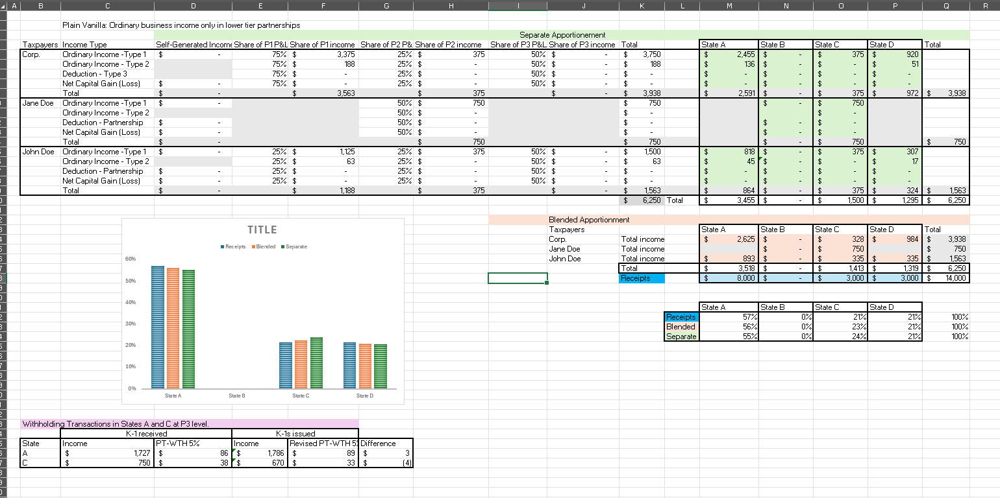 A B C D E F G H I J K L M N O P Q R
Plain Vanilla: Ordinary business income only in lower tier partnerships
Separate Apportionement
Taxpayers Income Type Self-Generated Income Share of P1 P&L Share of P1 income Share of P2 P& Share of P2 income Share of P3 P&L Share of P3 income Total State A State B State C State D Total
Corp. Ordinary Income -Type 1 $ - 75% $ 3,375 25% $ 375 50% $ - $ 3,750 $ 2,455 $ - $ 375 $ 920
Ordinary Income - Type 2 75% $ 188 25% $ - 50% $ - $ 188 $ 136 $ - $ - $ 51
Deduction - Type 3 75% $ - 25% $ - 50% $ - $ - $ - $ - $ - $ -
Net Capital Gain (Loss) $ - 75% $ - 25% $ - 50% $ - $ - $ - $ - $ - $ -
Total $ - $ 3,563 $ 375 $ - $ 3,938 $ 2,591 $ 375 $ 972 $ 3,938
Jane Doe Ordinary Income -Type 1 $ - 50% $ 750 $ 750 $ - $ 750
Ordinary Income - Type 2 50% $ - $ - $ -
Deduction - Partnership $ - 50% $ - $ - $ - $ -
Net Capital Gain (Loss) $ - 50% $ - $ - $ - $ -
Total $ - $ 750 $ 750 $ - $ 750 $ 750
John Doe Ordinary Income -Type 1 $ - 25% $ 1,125 25% $ 375 50% $ - $ 1,500 $ 818 $ - $ 375 $ 307
Ordinary Income - Type 2 25% $ 63 25% $ - 50% $ - $ 63 $ 45 $ - $ - $ 17
Deduction - Partnership $ - 25% $ - 25% $ - 50% $ - $ - $ - $ - $ - $ -
Net Capital Gain (Loss) $ - 25% $ - 25% $ - 50% $ - $ - $ - $ - $ - $ -
Total $ - $ 1,188 $ 375 $ - $ 1,563 $ 864 $ 375 $ 324 $ 1,563
$ 6,250 Total $ 3,455 $ - $ 1,500 $ 1,295 $ 6,250
Blended Apportionment
Taxpayers State A State B State C State D Total
Corp. Total income $ 2,625 $ - $ 328 $ 984 $ 3,938
Jane Doe Total income $ - $ 750 $ 750
John Doe Total income $ 893 $ - $ 335 $ 335 $ 1,563
Total $ 3,518 $ - $ 1,413 $ 1,319 $ 6,250
Receipts $ 8,000 $ - $ 3,000 $ 3,000 $ 14,000
State A State B State C State D
Receipts 57% 0% 21% 21% 100%
Blended 56% 0% 23% 21% 100%
Separate 55% 0% 24% 21% 100%
TITLE
Receipts Blended Separate
60%
50%
40%
30%
20%
10%
0%
State A State B State C State D
Withholding Transactions in States A and C at P3 level.
K-1 received K-1s issued
State Income PT-WTH 5% Income Revised PT-WTH 5% Difference
A $ 1,727 $ 86 $ 1,786 $ 89 $ 3
C $ 750 $ 38 $ 670 $ 33 $ (4)